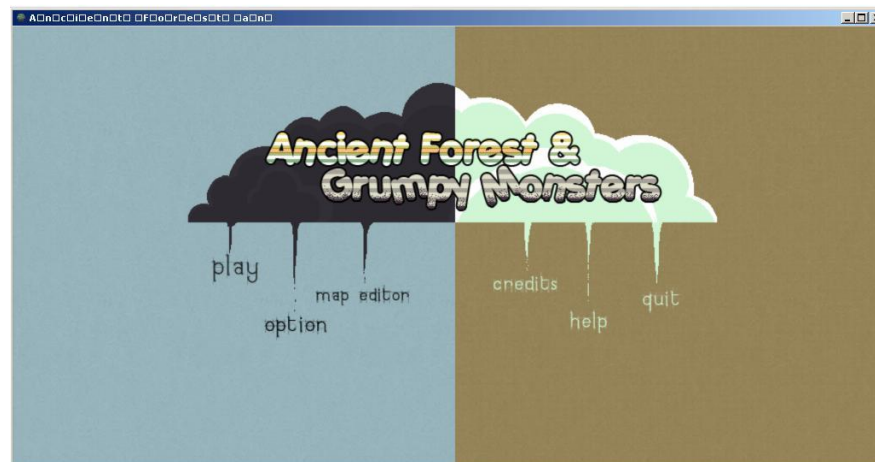 A□n□c□i□e□n□t□ □F□o□r□e□s□t□ □a□n□
Ancient Forest &
Grumpy Monsters
play
option
map editor
credits
help
quit